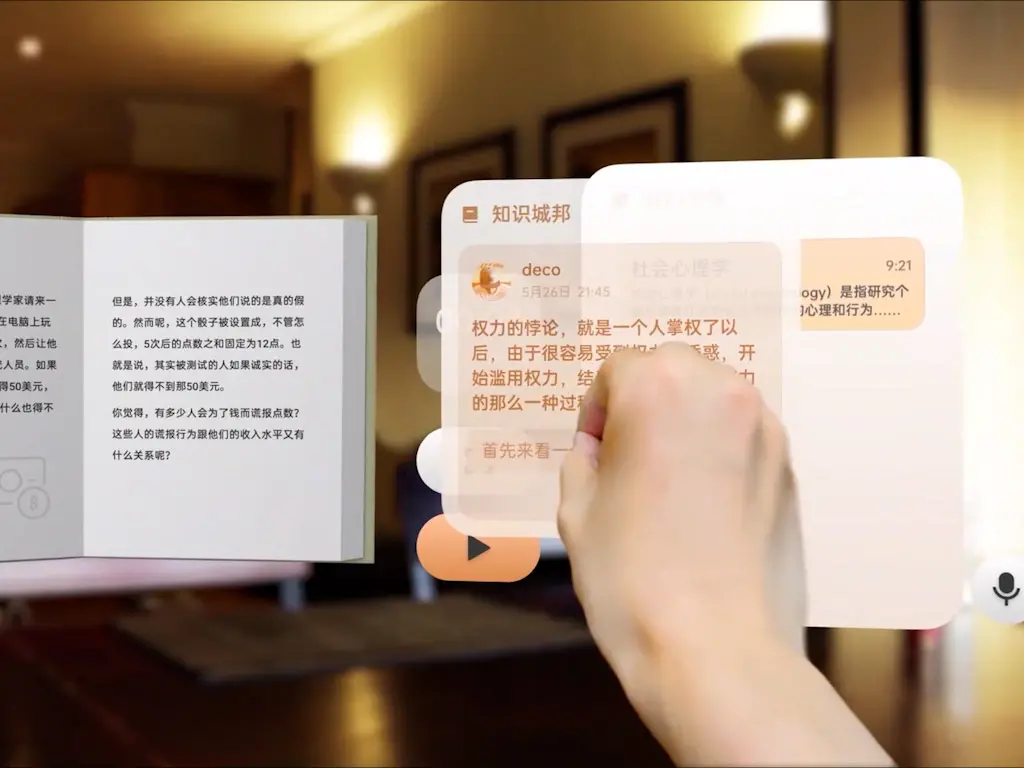 学家请来一
在电脑上玩
，然后让他
人员。如果
得50美元，
什么也得不
但是，并没有人会核实他们说的是真的假
的。然而呢，这个骰子被设置成，不管怎
么投，5次后的点数之和固定为12点。也
就是说，其实被测试的人如果诚实的话，
他们就得不到那50美元。
你觉得，有多少人会为了钱而谎报点数？
这些人的谎报行为跟他们的收入水平又有
什么关系呢？
知识城邦
deco
5月26日 21:45
权力的悖论，就是一个人掌权了以
后，由于很容易受到权力 诱惑，开
始滥用权力，结 力
的那么一种过程
首先来看一
社会心理学
9:21
ogy）是指研究个
心理和行为……